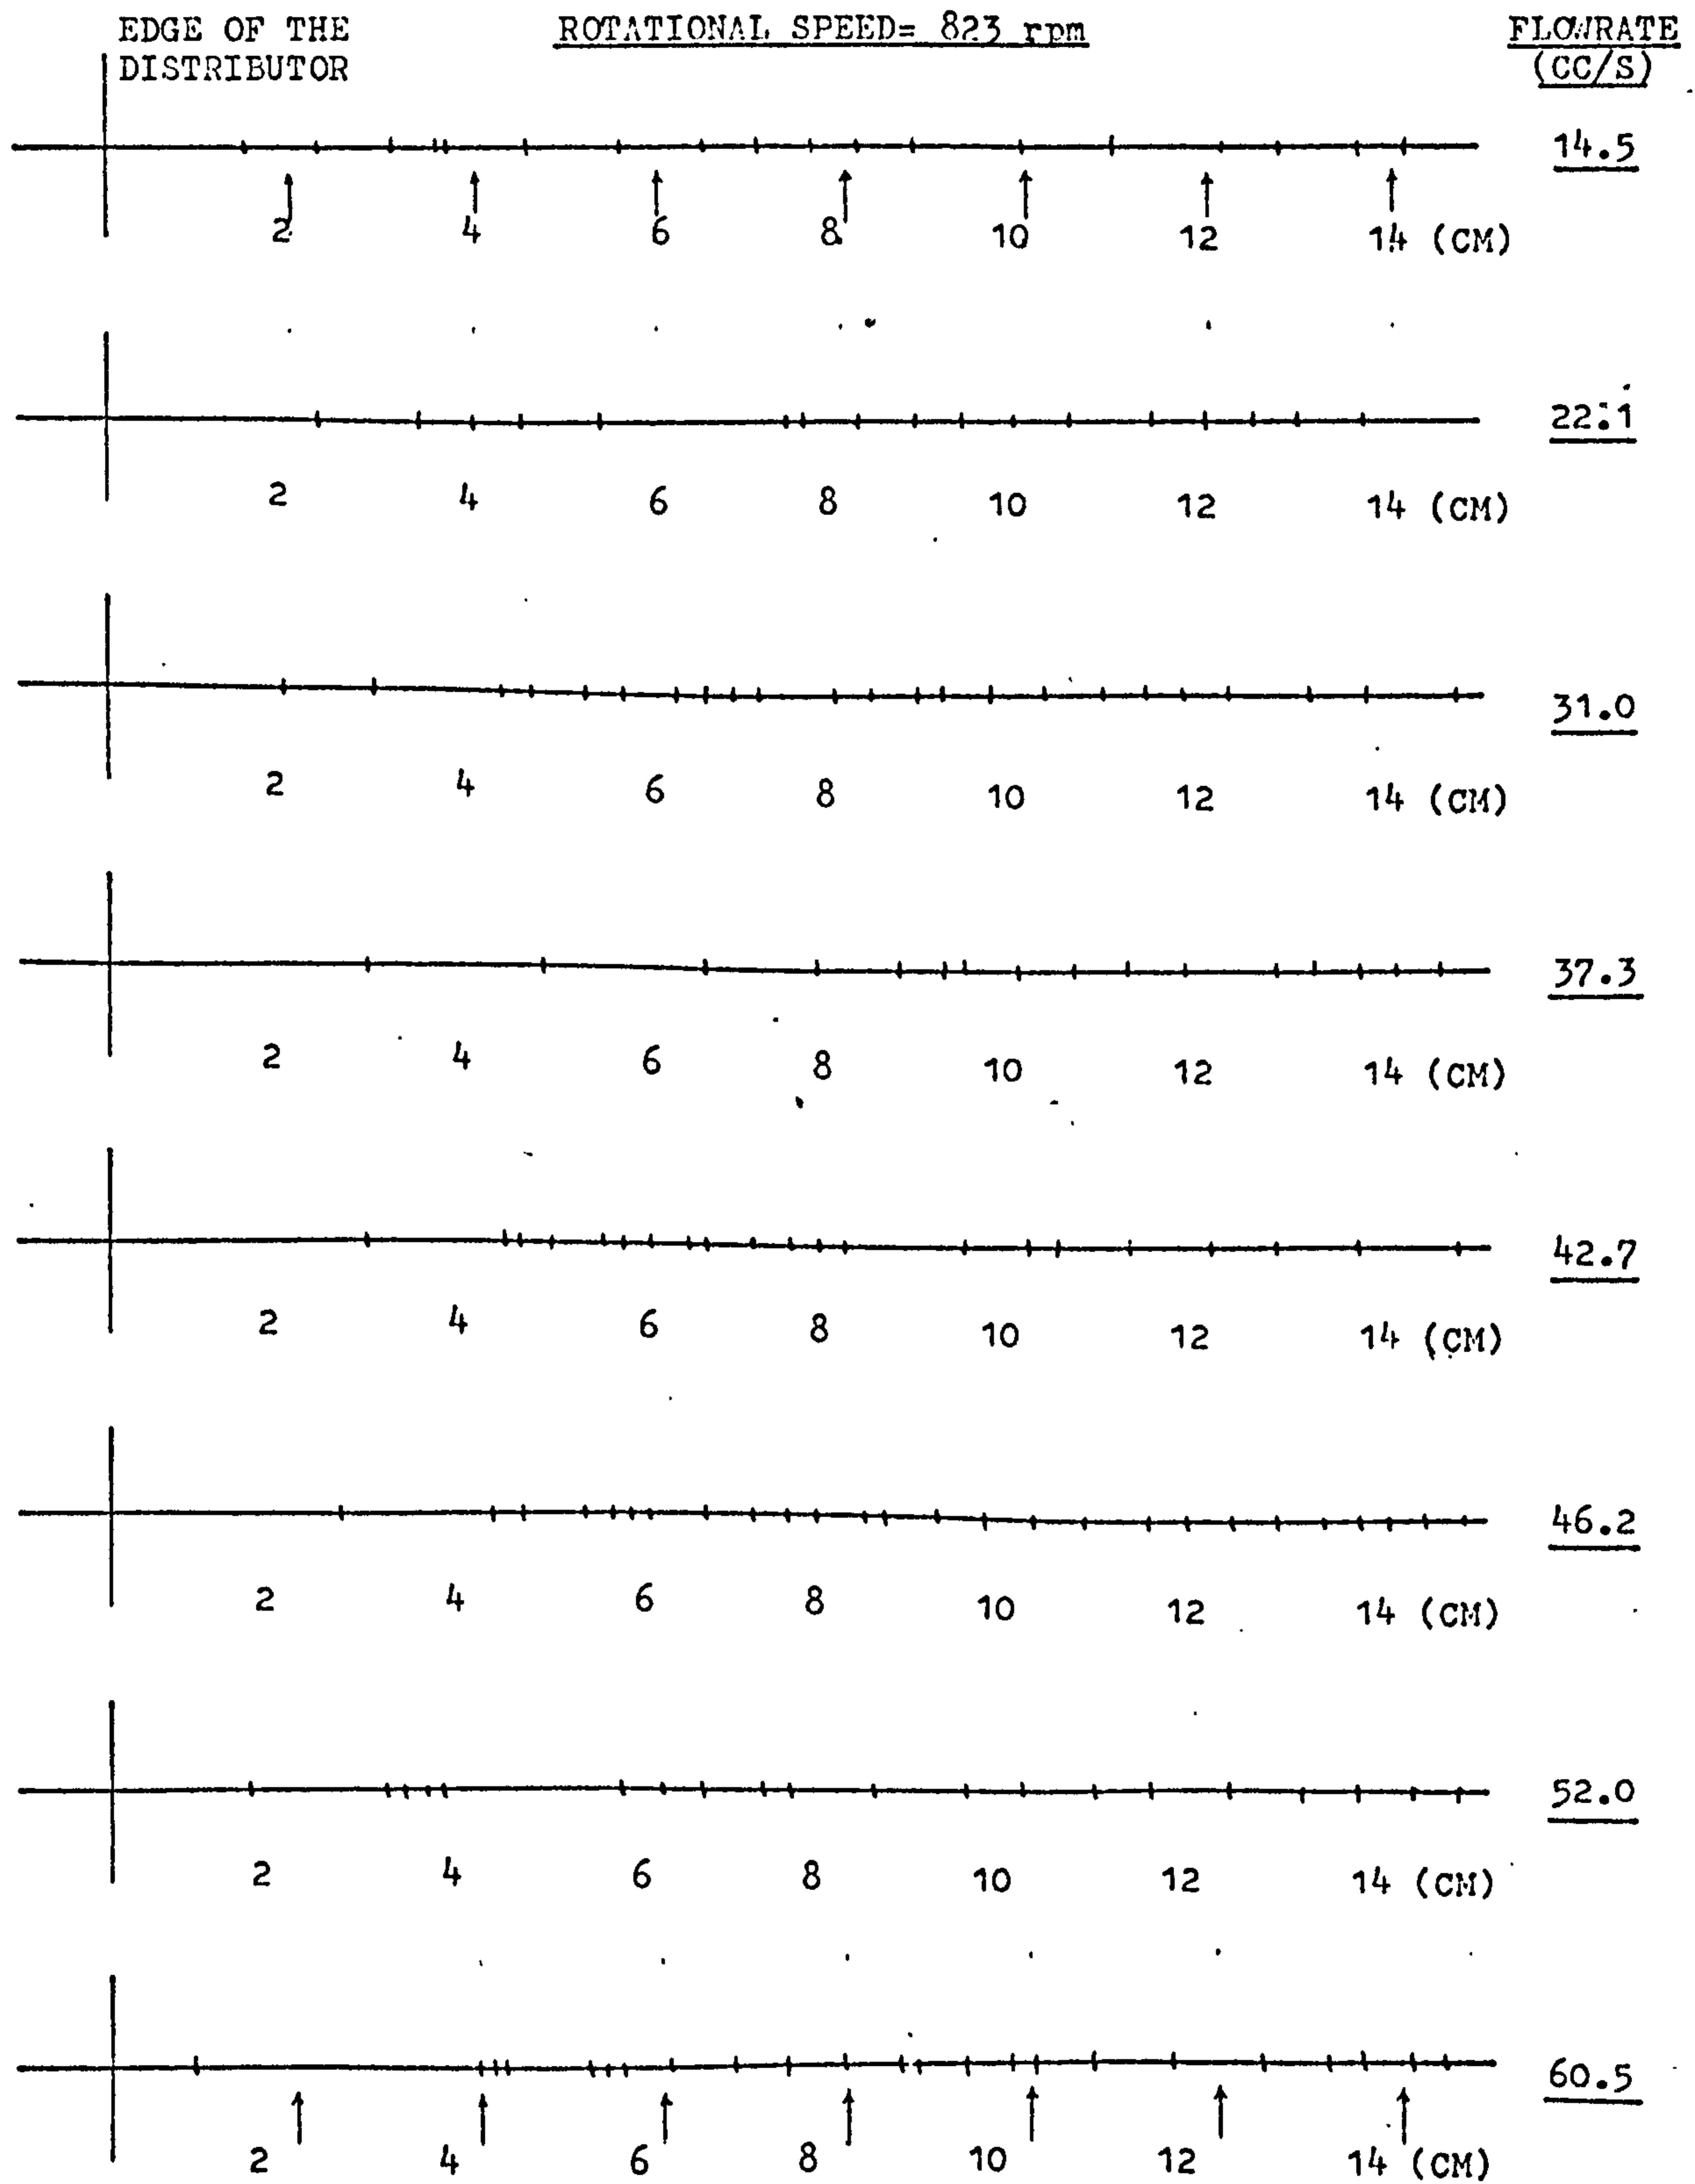 EDGE OF THE
DISTRIBUTOR
ROTATIONAL SPEED= 823 rpm
FLOWRATE
(CC/S)
14.5
2 4 6 8 10 12 14 (CM)
22.1
2 4 6 8 10 12 14 (CM)
31.0
2 4 6 8 10 12 14 (CM)
37.3
2 4 6 8 10 12 14 (CM)
42.7
2 4 6 8 10 12 14 (CM)
46.2
2 4 6 8 10 12 14 (CM)
52.0
2 4 6 8 10 12 14 (CM)
60.5
2 4 6 8 10 12 14 (CM)